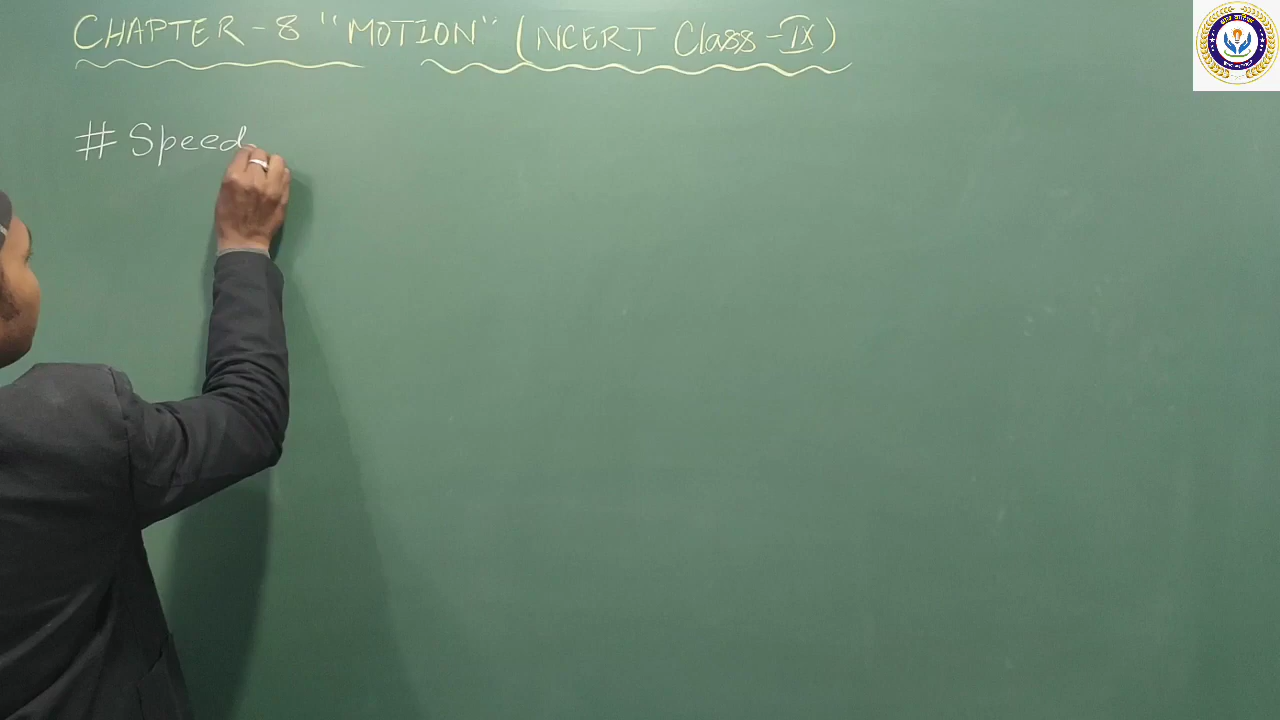 CHAPTER-8 "MOTION" (NCERT Class-IX)
# Speed